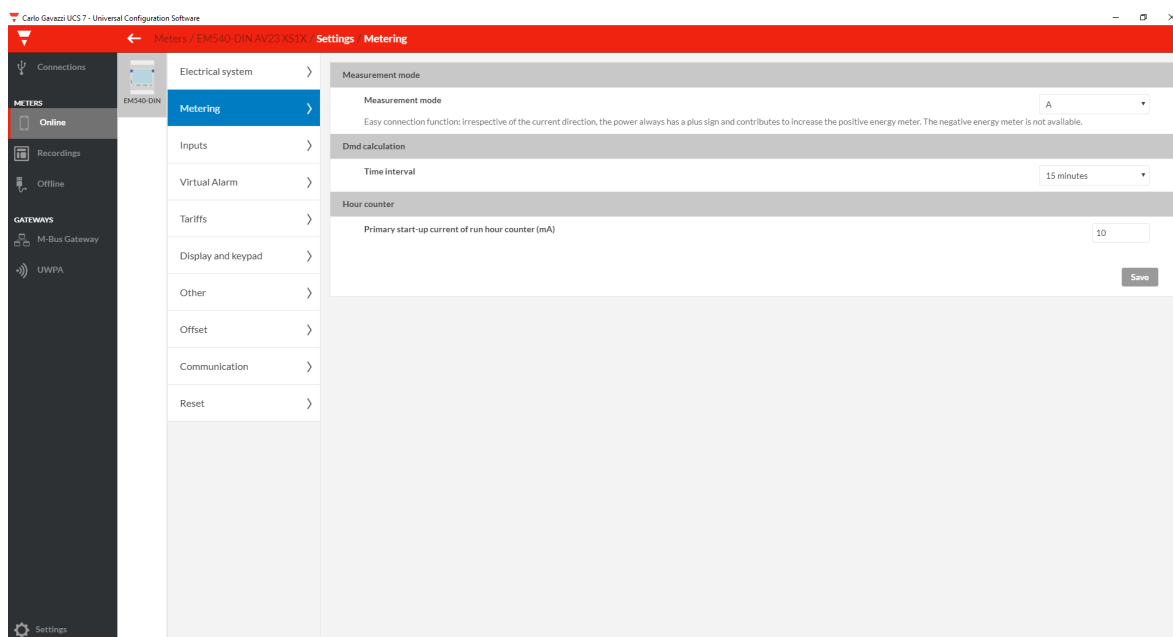 Carlo Gavazzi UCS 7 - Universal Configuration Software
Meters / EM540-DIN AV23 XS1X / Settings / Metering
Connections
METERS
Online
Recordings
Offline
GATEWAYS
M-Bus Gateway
UWPA
Settings
EM540-DIN
Electrical system
Metering
Inputs
Virtual Alarm
Tariffs
Display and keypad
Other
Offset
Communication
Reset
Measurement mode
Measurement mode
A
Easy connection function: irrespective of the current direction, the power always has a plus sign and contributes to increase the positive energy meter. The negative energy meter is not available.
Dmd calculation
Time interval
15 minutes
Hour counter
Primary start-up current of run hour counter (mA)
10
Save